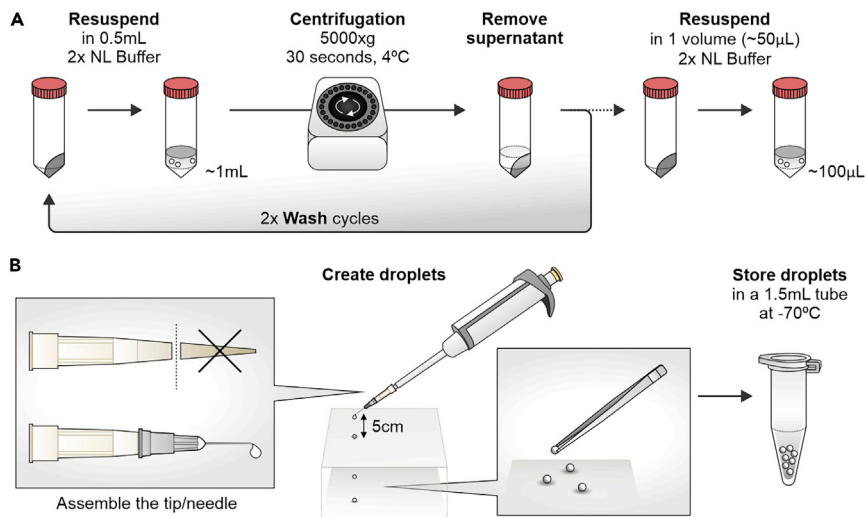 A
Resuspend
in 0.5mL
2x NL Buffer
Centrifugation
5000xg
30 seconds, 4ºC
Remove
supernatant
Resuspend
in 1 volume (~50µL)
2x NL Buffer
~1mL
~100µL
2x Wash cycles
B
Create droplets
Store droplets
in a 1.5mL tube
at -70ºC
5cm
Assemble the tip/needle